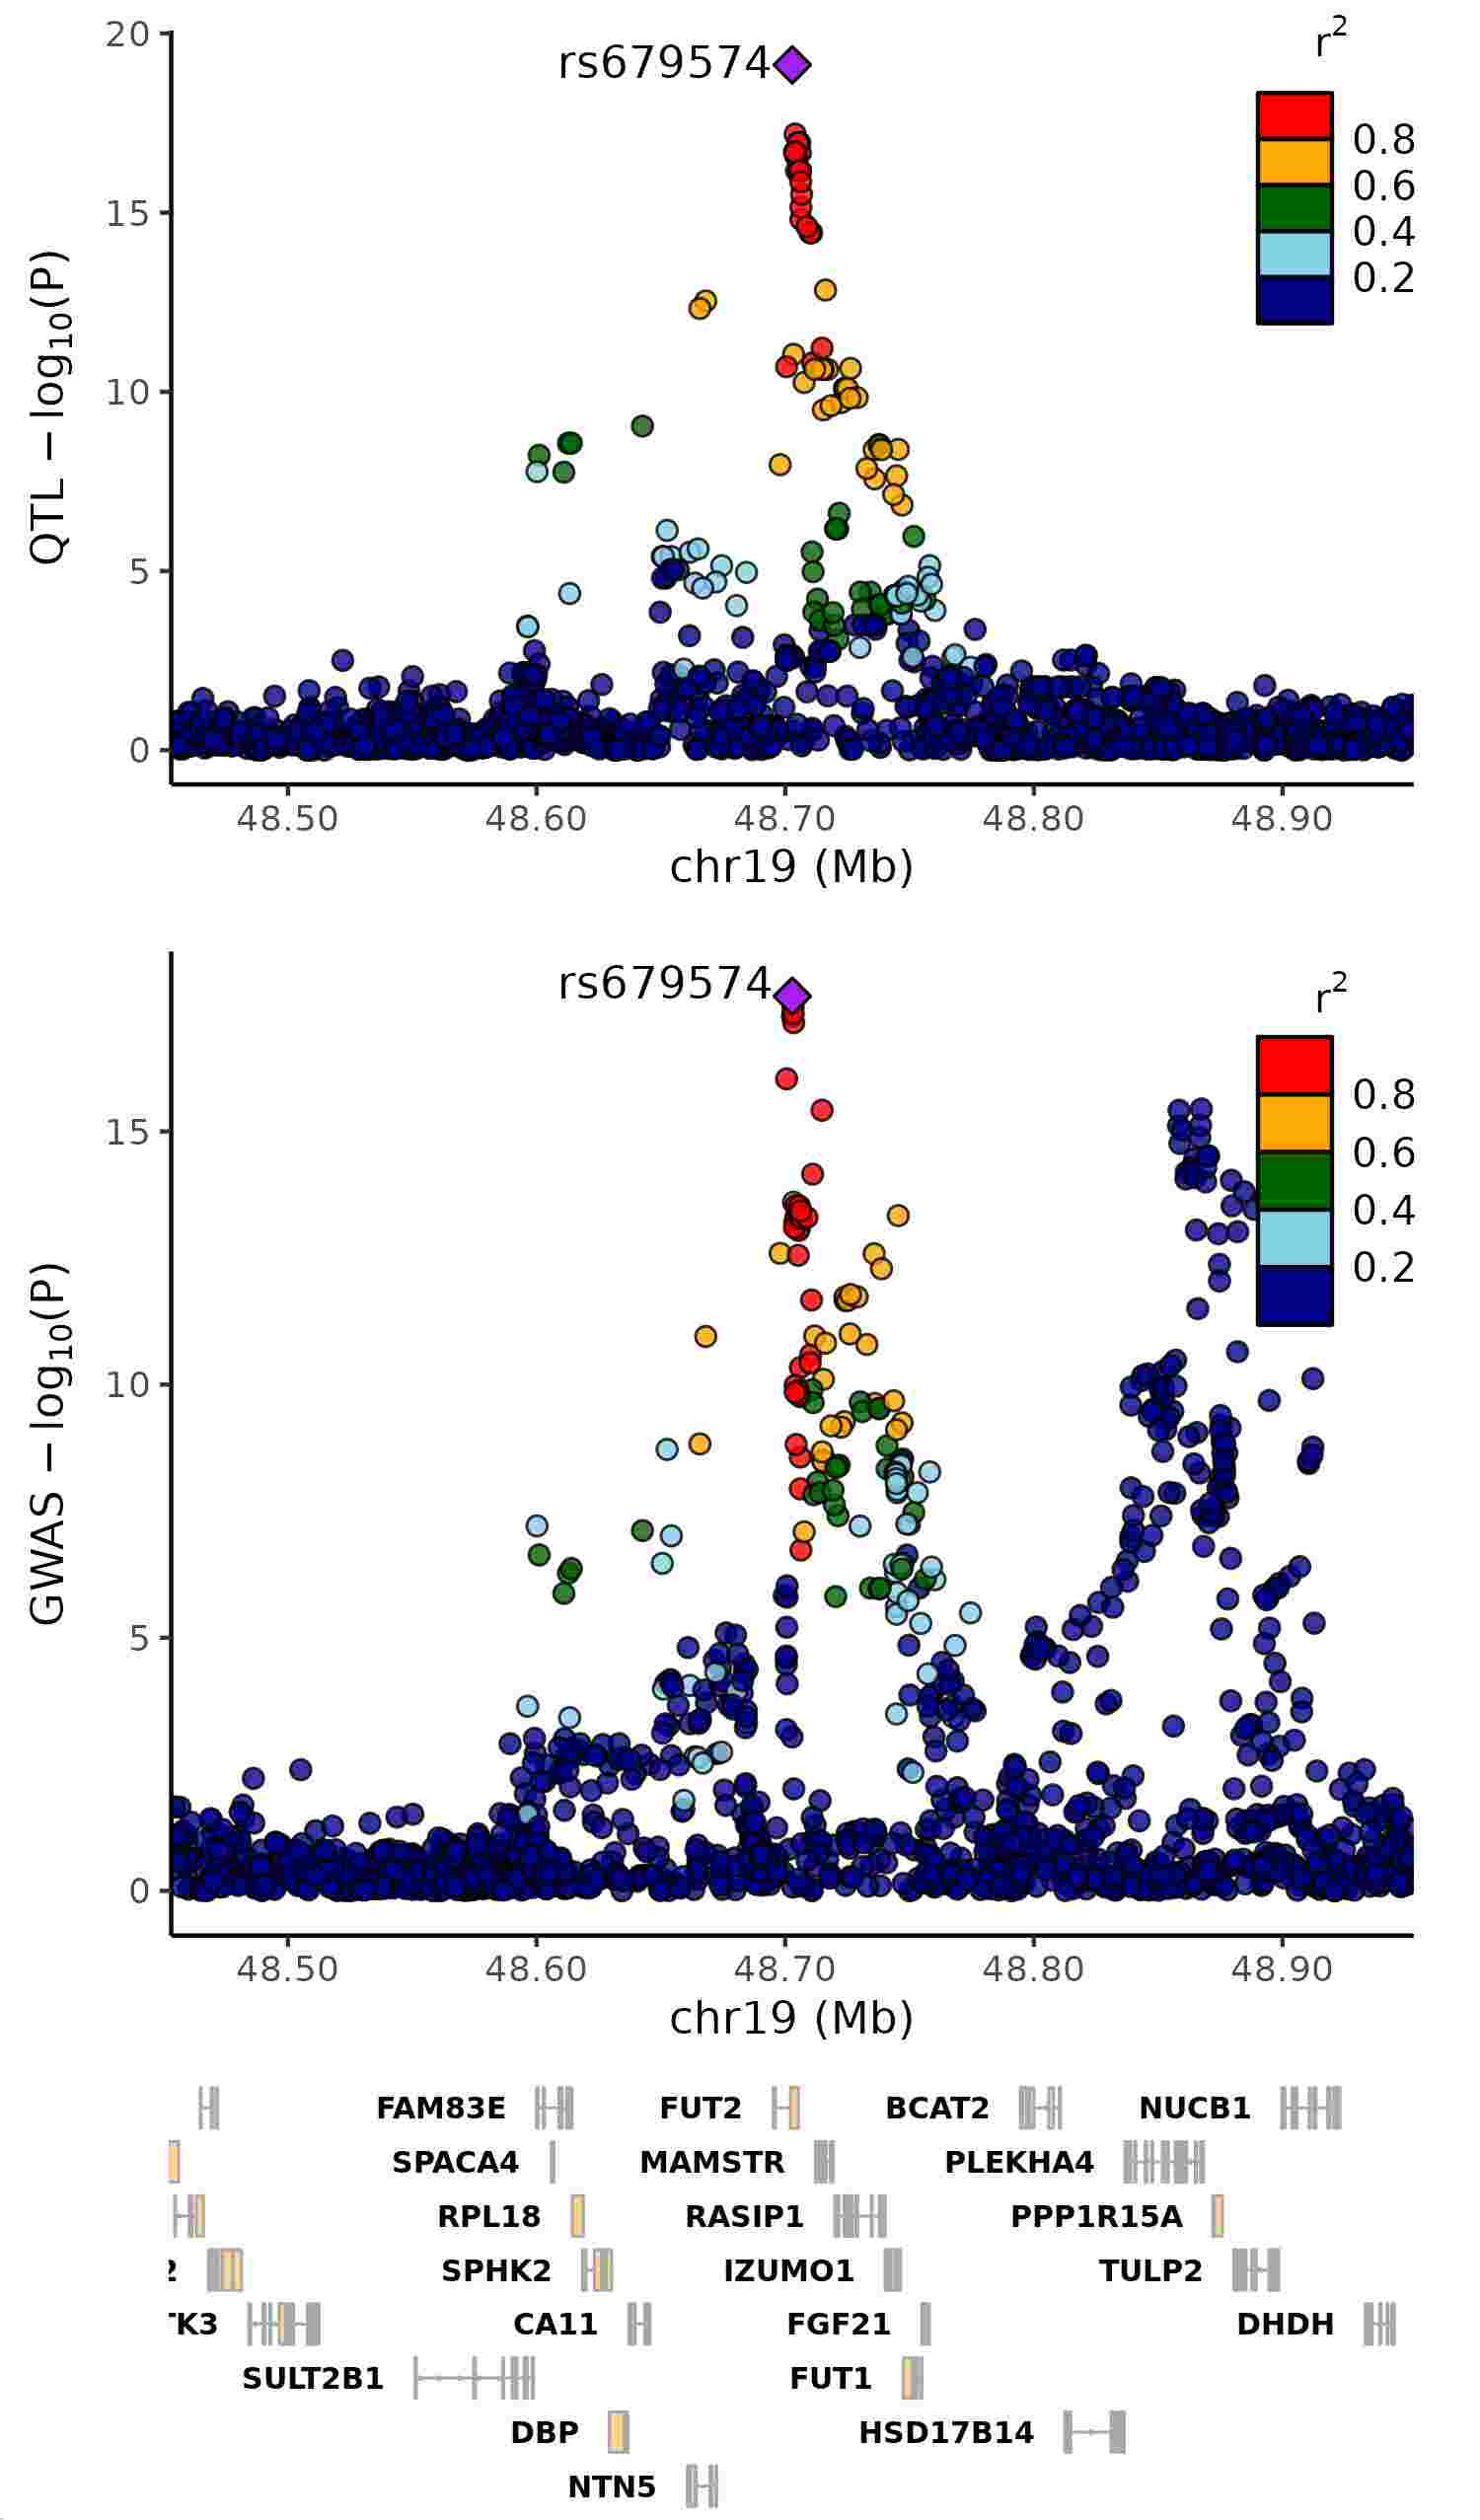 20
rs679574
r2
0.8
0.6
0.4
0.2
15
10
5
0
QTL − log10(P)
48.50 48.60 48.70 48.80 48.90
chr19 (Mb)
rs679574
r2
0.8
0.6
0.4
0.2
15
10
5
0
GWAS − log10(P)
48.50 48.60 48.70 48.80 48.90
chr19 (Mb)
FAM83E FUT2 BCAT2 NUCB1
SPACA4 MAMSTR PLEKHA4
RPL18 RASIP1 PPP1R15A
2 SPHK2 IZUMO1 TULP2
TK3 CA11 FGF21 DHDH
SULT2B1 FUT1
DBP HSD17B14
NTN5